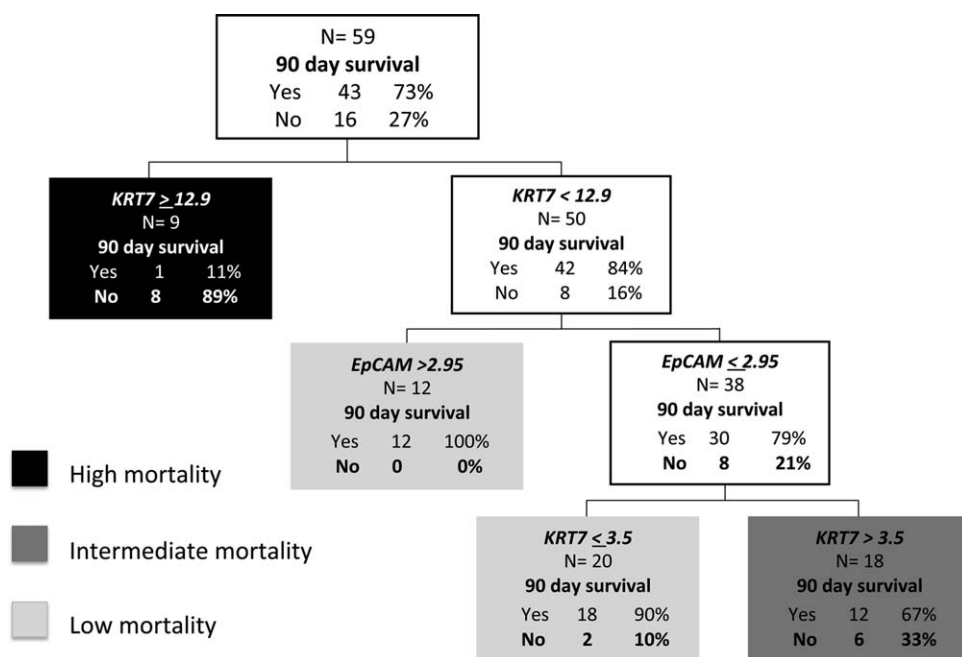 N= 59
90 day survival
Yes 43 73%
No 16 27%
KRT7 ≥ 12.9
N= 9
90 day survival
Yes 1 11%
No 8 89%
KRT7 < 12.9
N= 50
90 day survival
Yes 42 84%
No 8 16%
EpCAM >2.95
N= 12
90 day survival
Yes 12 100%
No 0 0%
EpCAM ≤ 2.95
N= 38
90 day survival
Yes 30 79%
No 8 21%
KRT7 ≤ 3.5
N= 20
90 day survival
Yes 18 90%
No 2 10%
KRT7 > 3.5
N= 18
90 day survival
Yes 12 67%
No 6 33%
High mortality
Intermediate mortality
Low mortality